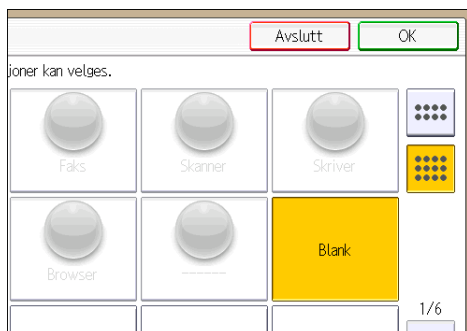 Avslutt
OK
joner kan velges.
Faks
Skanner
Skriver
Browser
------
Blank
1/6